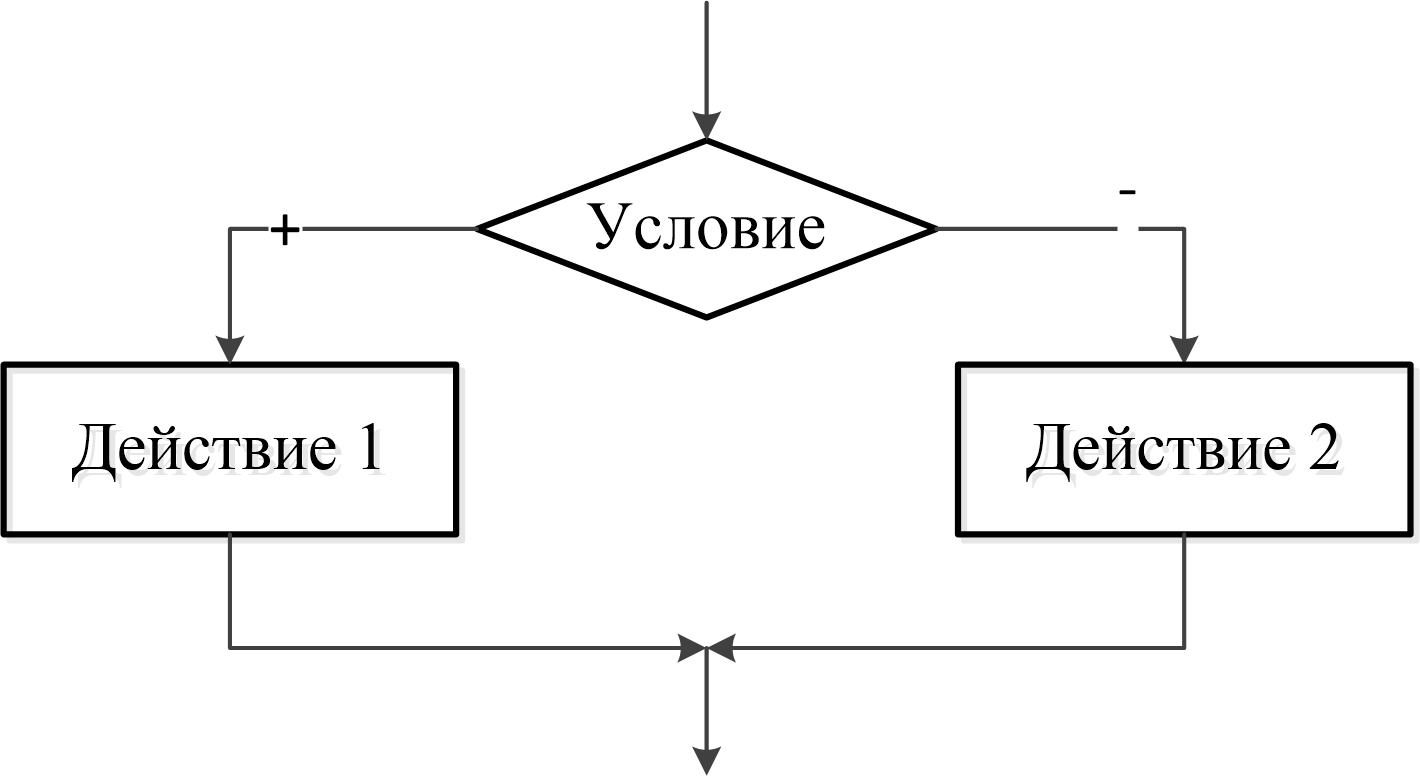 Условие
+
-
Действие 1
Действие 2